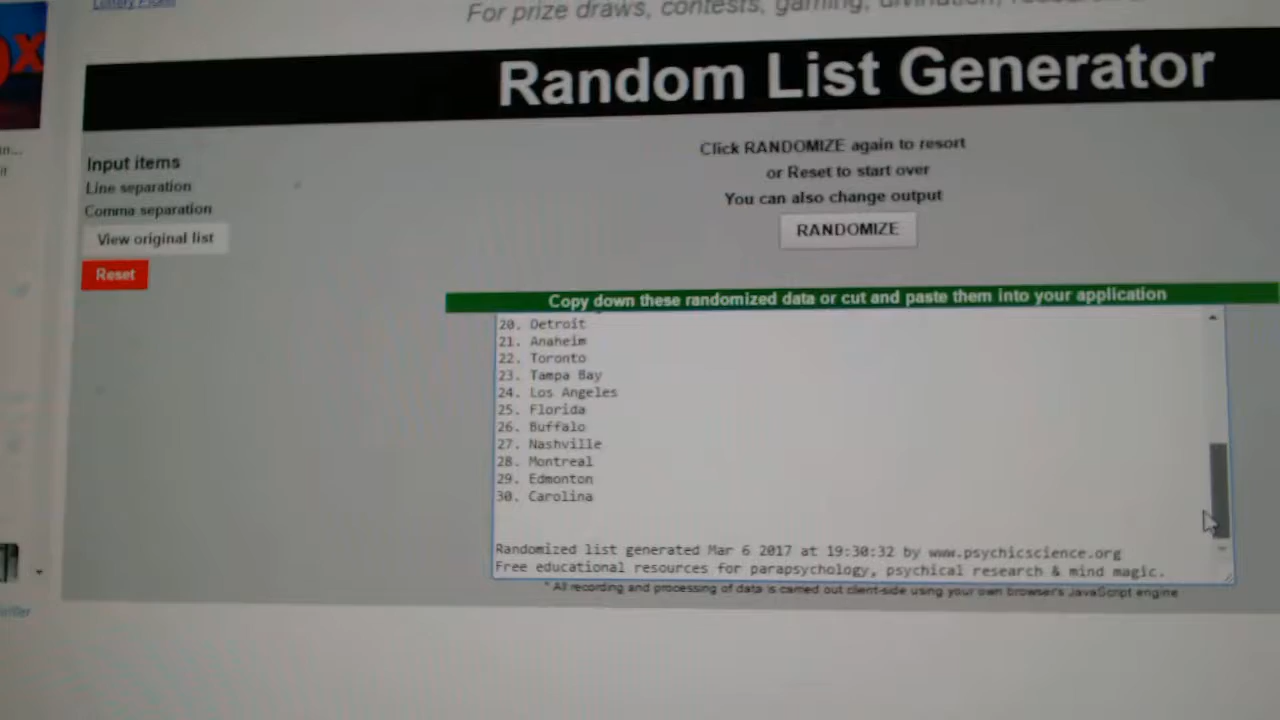 For prize draws, contests, gaming, divination,
Random List Generator
Input items
Line separation
Comma separation
View original list
Reset
Click RANDOMIZE again to resort
or Reset to start over
You can also change output
RANDOMIZE
Copy down these randomized data or cut and paste them into your application
20. Detroit
21. Anaheim
22. Toronto
23. Tampa Bay
24. Los Angeles
25. Florida
26. Buffalo
27. Nashville
28. Montreal
29. Edmonton
30. Carolina
Randomized list generated Mar 6 2017 at 19:30:32 by www.psychicscience.org
Free educational resources for parapsychology, psychical research & mind magic.
* All recording and processing of data is carried out client-side using your own browser's JavaScript engine